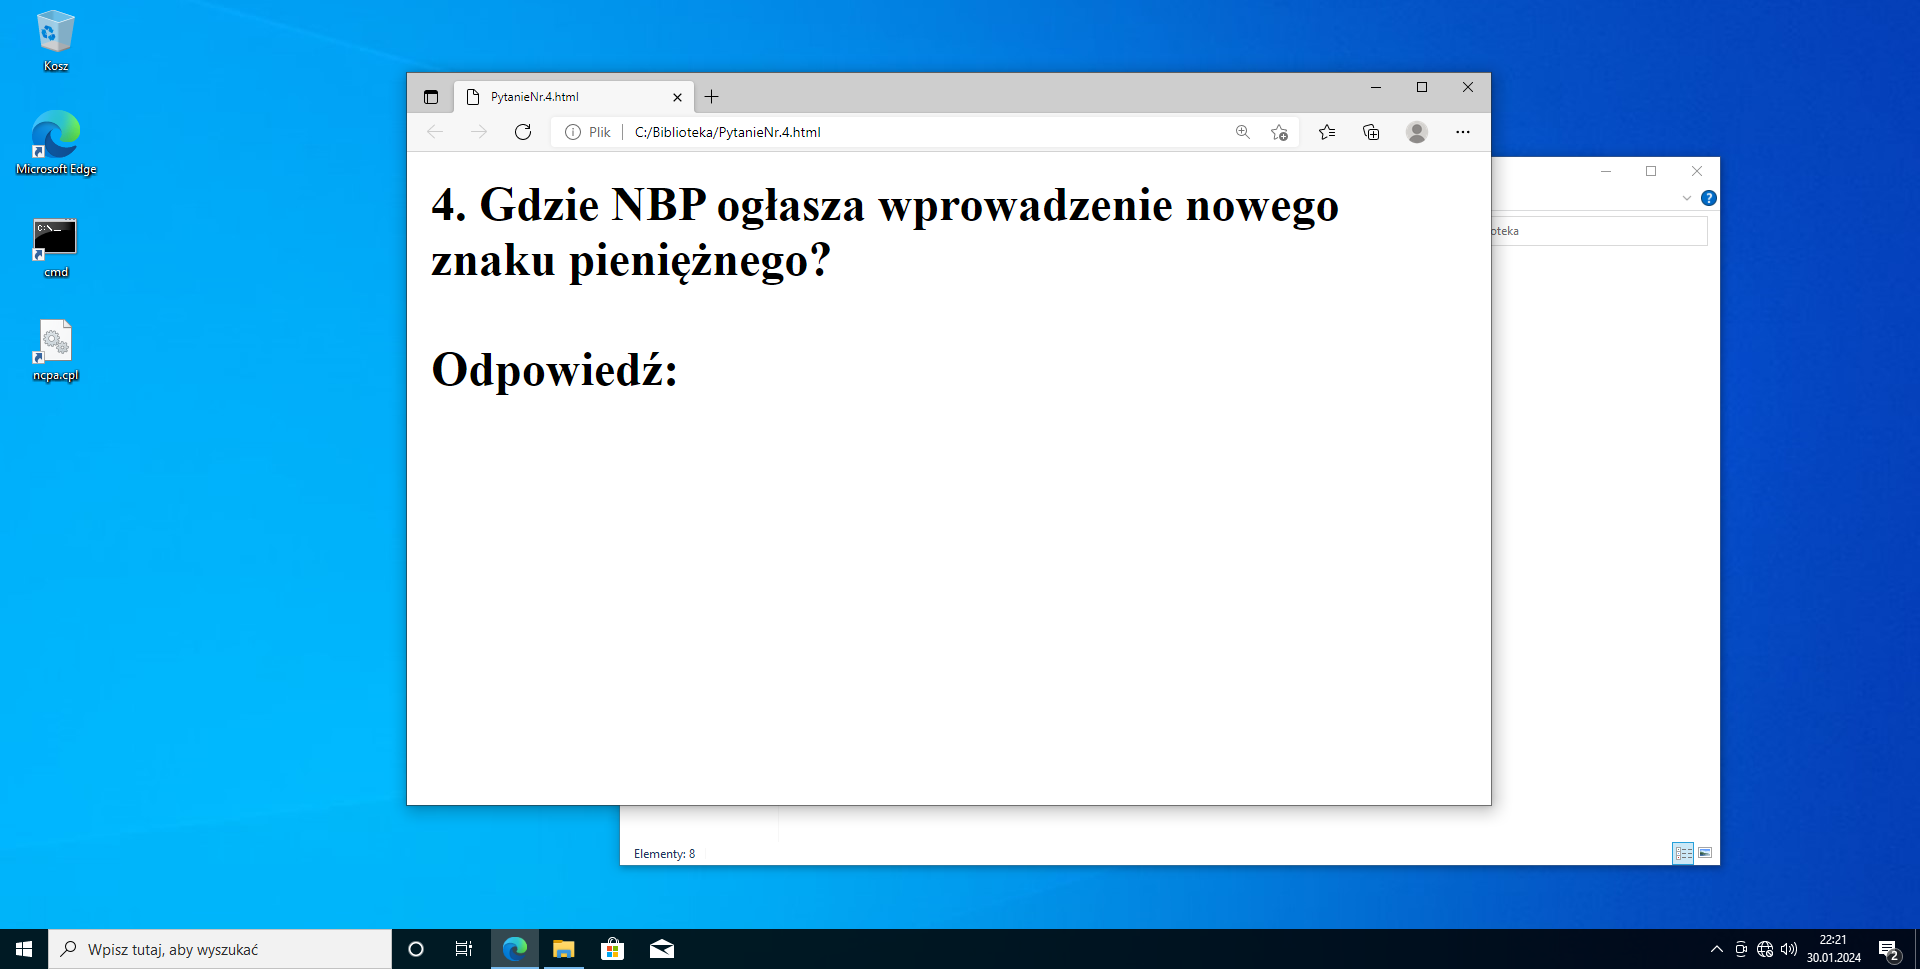 Kosz
Microsoft Edge
cmd
ncpa.cpl
PytanieNr.4.html
Plik
C:/Biblioteka/PytanieNr.4.html
4. Gdzie NBP ogłasza wprowadzenie nowego
znaku pieniężnego?
Odpowiedź:
oteka
Elementy: 8
Wpisz tutaj, aby wyszukać
22:21
30.01.2024
2